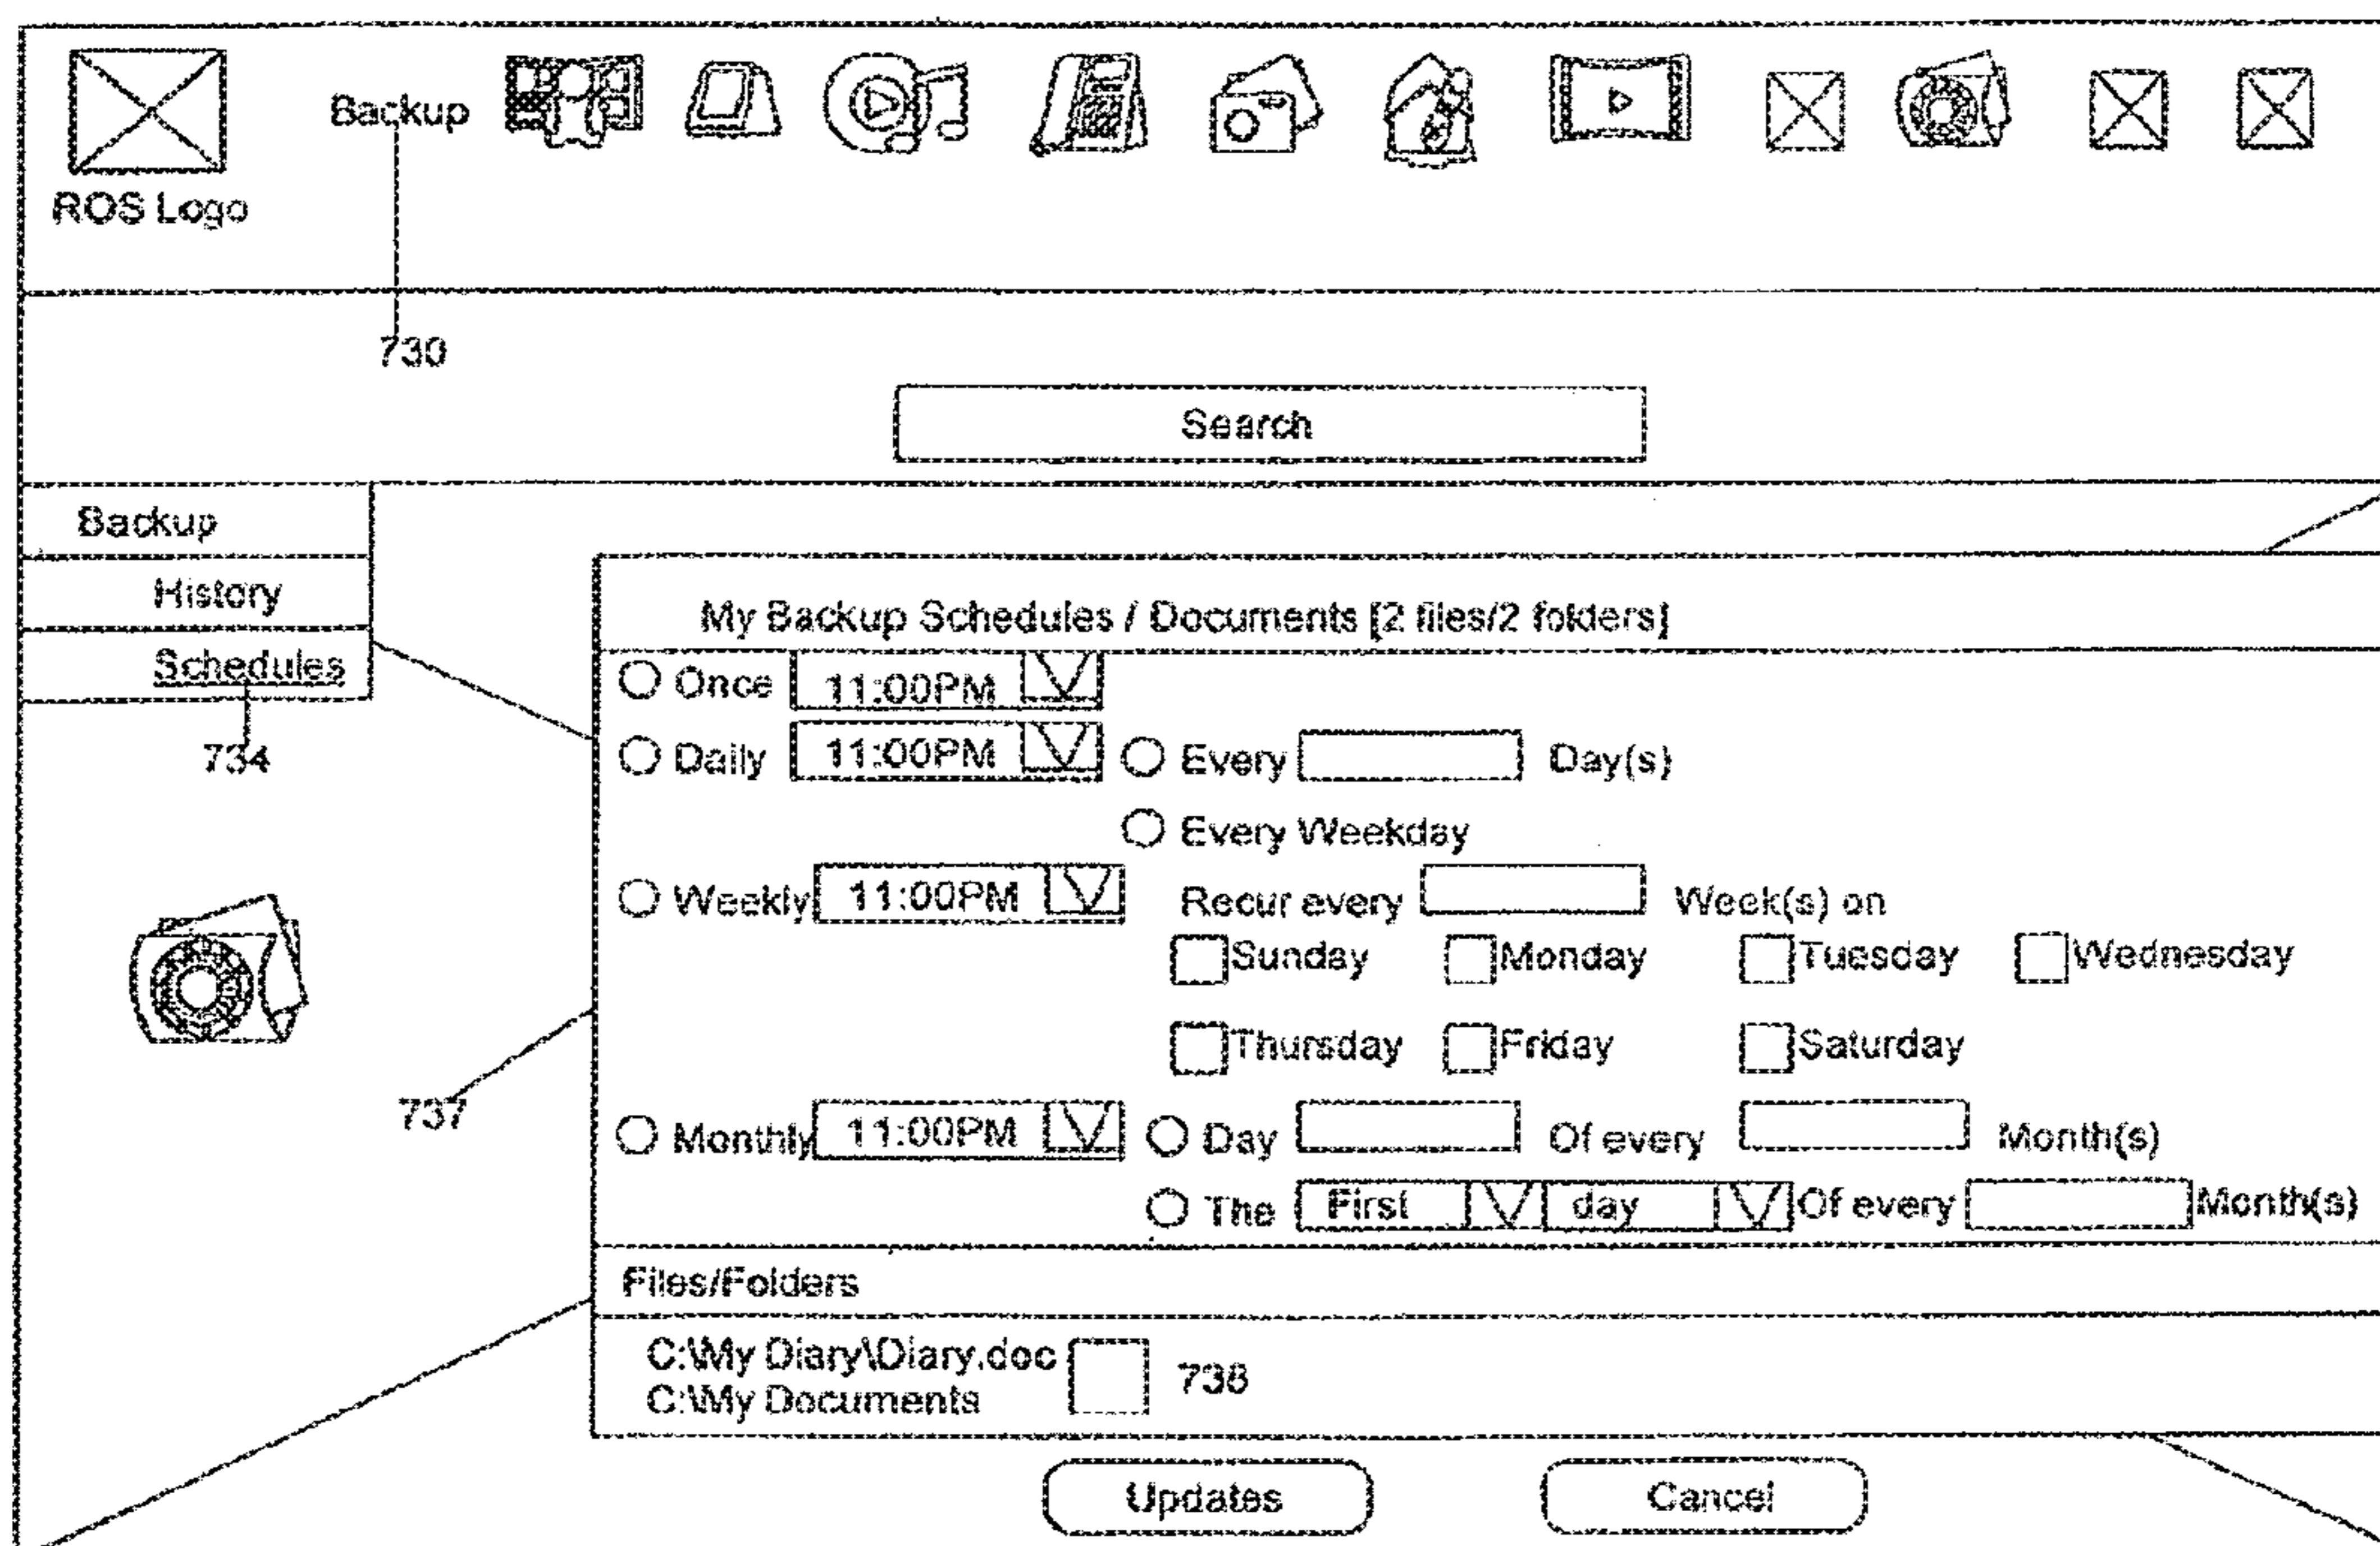 Backup
ROS Logo
730
Search
Backup
History
Schedules
734
My Backup Schedules / Documents [2 files/2 folders]
Once 11:00PM
Daily 11:00PM Every Day(s)
Every Weekday
Weekly 11:00PM Recur every Week(s) on
Sunday Monday Tuesday Wednesday
Thursday Friday Saturday
737
Monthly 11:00PM Day Of every Month(s)
The First day Of every Month(s)
Files/Folders
C:\My Diary\Diary.doc
C:\My Documents
738
Updates Cancel